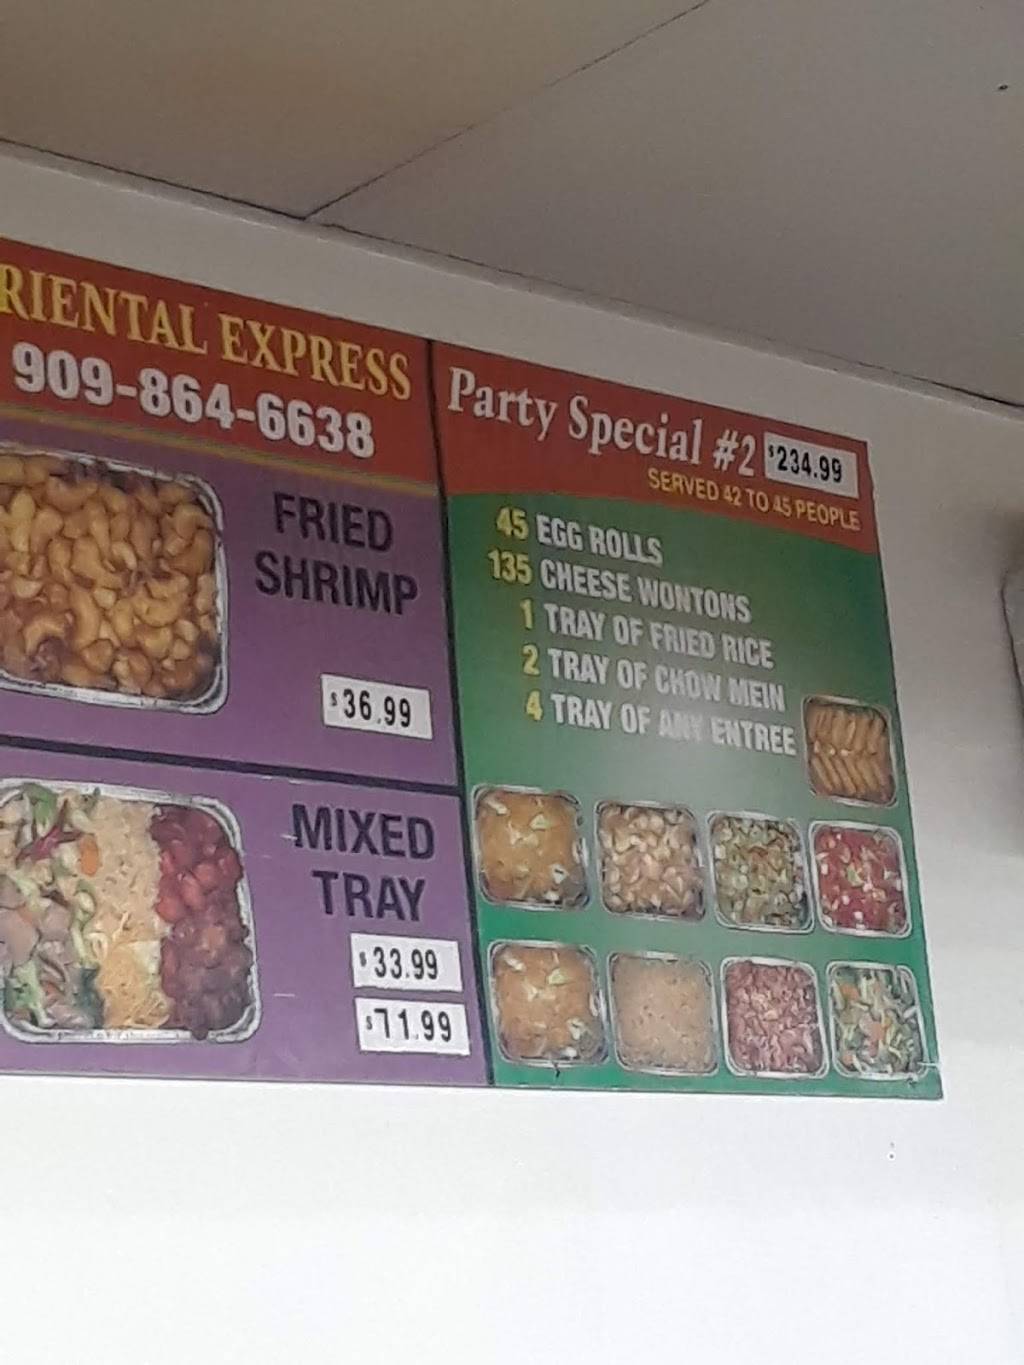 RIENTAL EXPRESS
909-864-6638
FRIED
SHRIMP
$36.99
MIXED
TRAY
$33.99
$71.99
Party Special #2 $234.99
SERVED 42 TO 45 PEOPLE
45 EGG ROLLS
135 CHEESE WONTONS
1 TRAY OF FRIED RICE
2 TRAY OF CHOW MEIN
4 TRAY OF ANY ENTREE